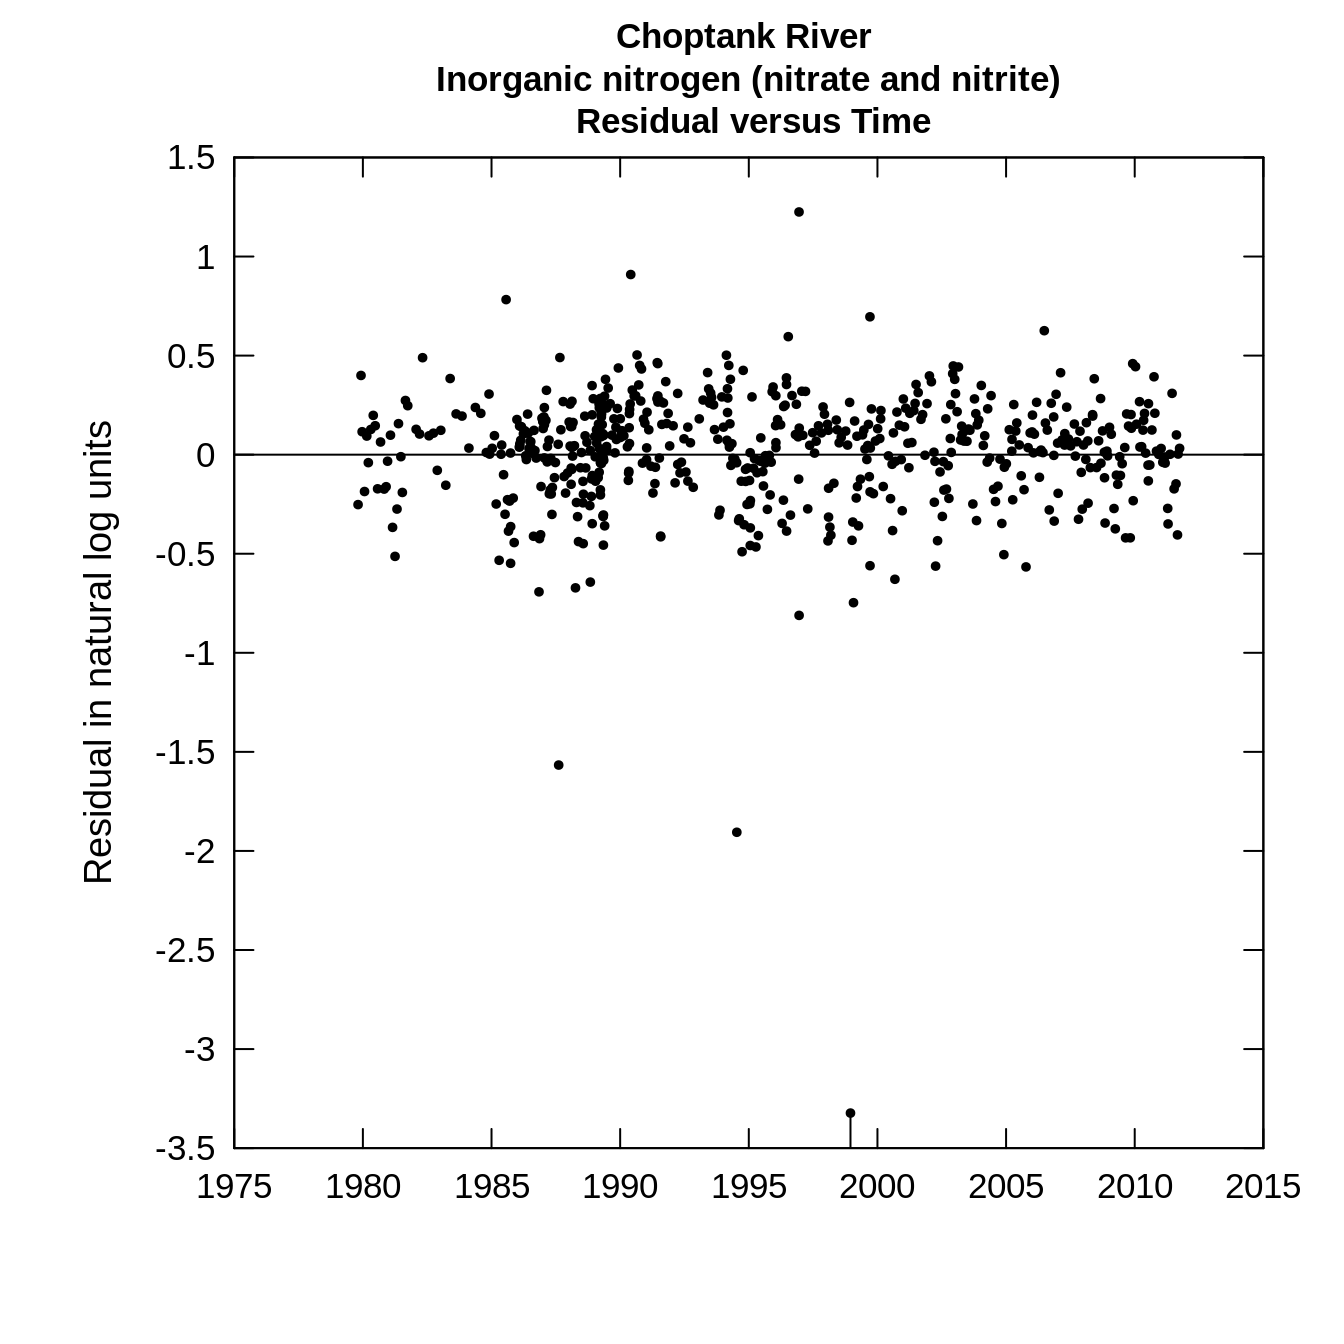 Choptank River
Inorganic nitrogen (nitrate and nitrite)
Residual versus Time
1.5
1
0.5
0
-0.5
-1
-1.5
-2
-2.5
-3
-3.5
Residual in natural log units
1975 1980 1985 1990 1995 2000 2005 2010 2015